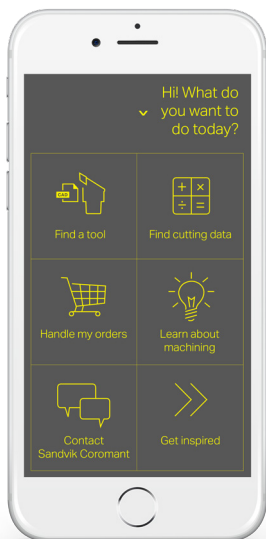 Hi! What do
you want to
do today?
CAD
Find a tool
+ ×
÷ =
Find cutting data
Handle my orders
Learn about
machining
Contact
Sandvik Coromant
Get inspired